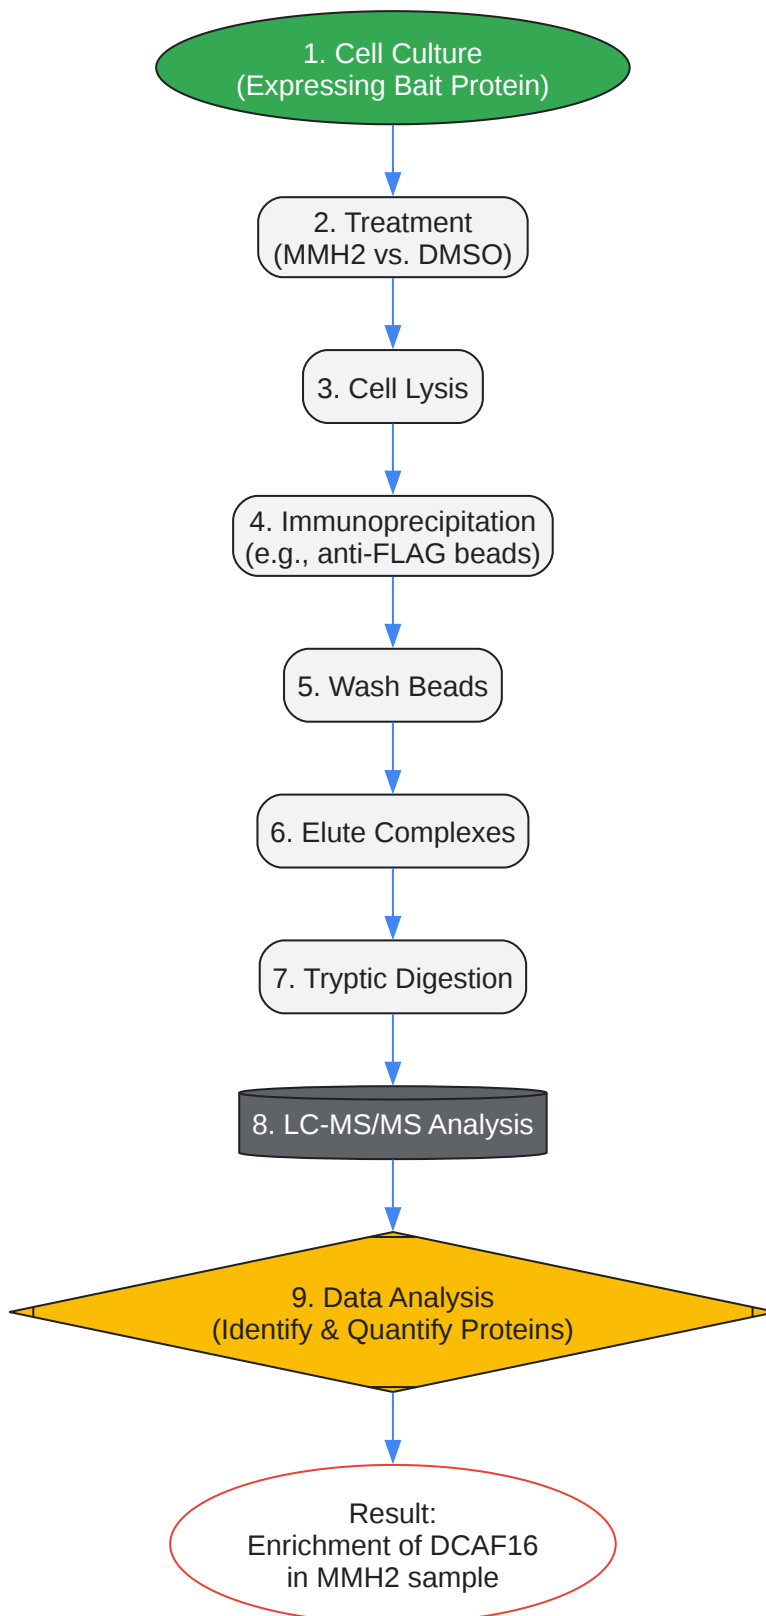 1. Cell Culture
(Expressing Bait Protein)
2. Treatment
(MMH2 vs. DMSO)
3. Cell Lysis
4. Immunoprecipitation
(e.g., anti-FLAG beads)
5. Wash Beads
6. Elute Complexes
7. Tryptic Digestion
8. LC-MS/MS Analysis
9. Data Analysis
(Identify & Quantify Proteins)
Result:
Enrichment of DCAF16
in MMH2 sample